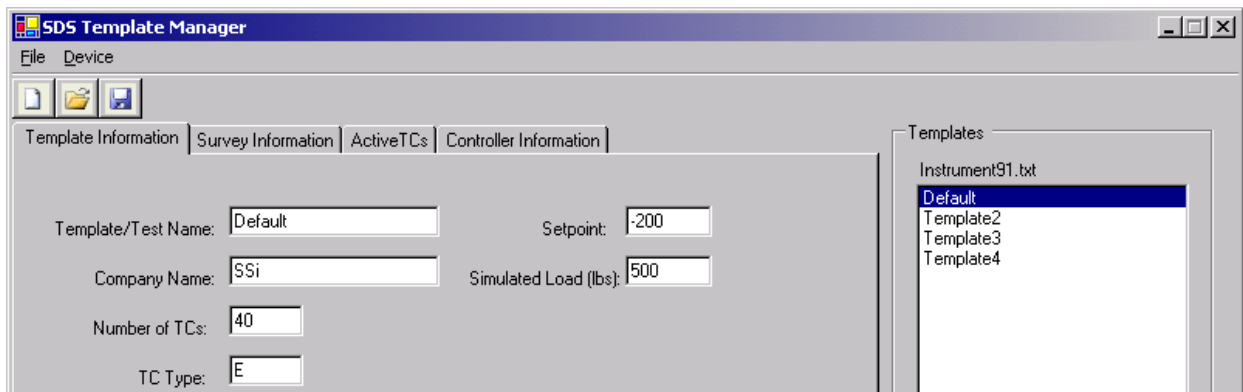 SDS Template Manager
File Device
Template Information Survey Information ActiveTCs Controller Information
Template/Test Name: Default Setpoint: -200
Company Name: SSi Simulated Load (lbs): 500
Number of TCs: 40
TC Type: E
Templates
Instrument91.txt
Default
Template2
Template3
Template4